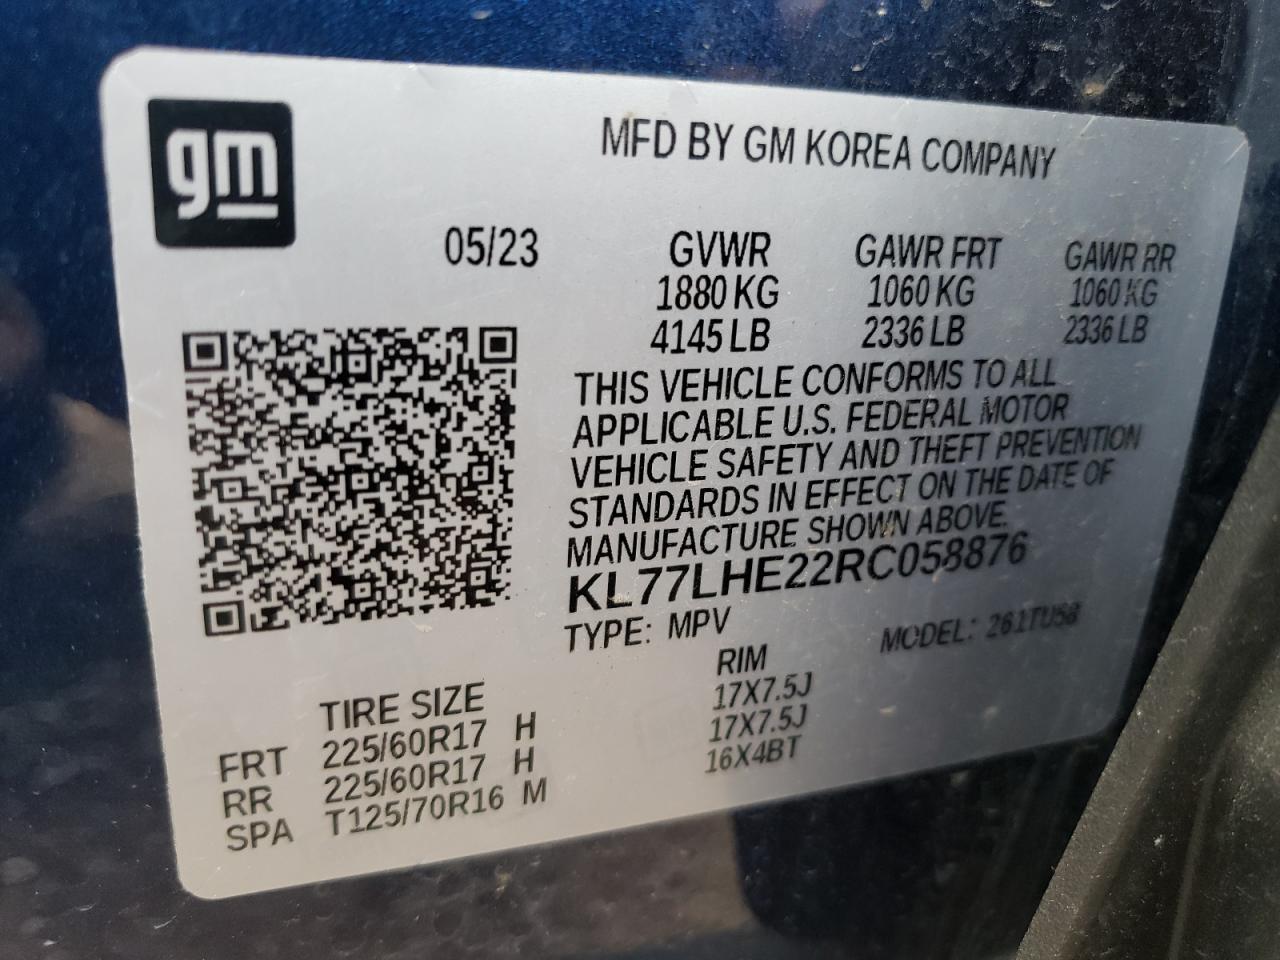 gm
MFD BY GM KOREA COMPANY
05/23 GVWR GAWR FRT GAWR RR
1880 KG 1060 KG 1060 KG
4145 LB 2336 LB 2336 LB
THIS VEHICLE CONFORMS TO ALL
APPLICABLE U.S. FEDERAL MOTOR
VEHICLE SAFETY AND THEFT PREVENTION
STANDARDS IN EFFECT ON THE DATE OF
MANUFACTURE SHOWN ABOVE.
KL77LHE22RC058876
TYPE: MPV MODEL: 261TU58
TIRE SIZE RIM
FRT 225/60R17 H 17X7.5J
RR 225/60R17 H 17X7.5J
SPA T125/70R16 M 16X4BT